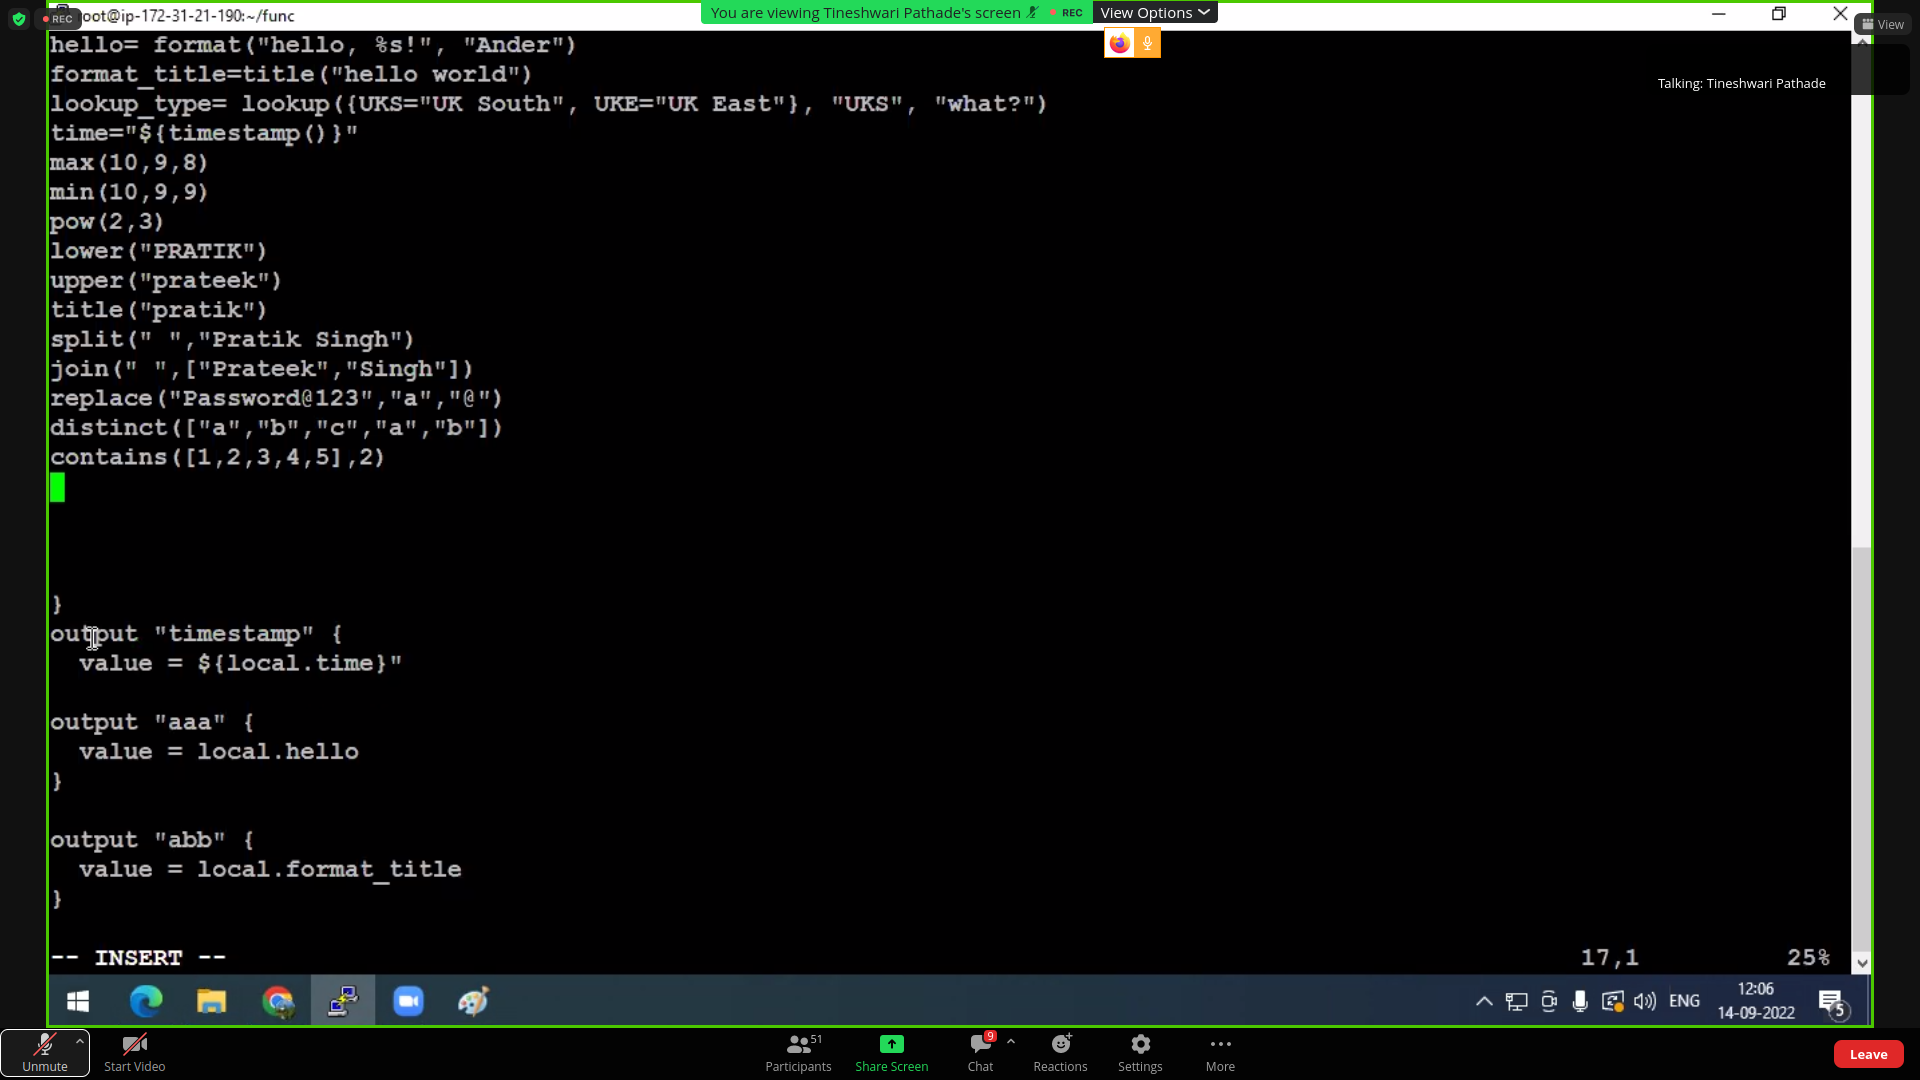 REC
root@ip-172-31-21-190:~/func
You are viewing Tineshwari Pathade's screen
REC
View Options
View
Talking: Tineshwari Pathade
hello= format("hello, %s!", "Ander")
format_title=title("hello world")
lookup_type= lookup({UKS="UK South", UKE="UK East"}, "UKS", "what?")
time="${timestamp()}"
max(10,9,8)
min(10,9,9)
pow(2,3)
lower("PRATIK")
upper("prateek")
title("pratik")
split(" ","Pratik Singh")
join(" ",["Prateek","Singh"])
replace("Password@123","a","@")
distinct(["a","b","c","a","b"])
contains([1,2,3,4,5],2)
}
output "timestamp" {
  value = ${local.time}"
output "aaa" {
  value = local.hello
}
output "abb" {
  value = local.format_title
}
-- INSERT --
17,1
25%
ENG
12:06
14-09-2022
5
Unmute
Start Video
Participants
51
Share Screen
Chat
9
Reactions
Settings
More
Leave